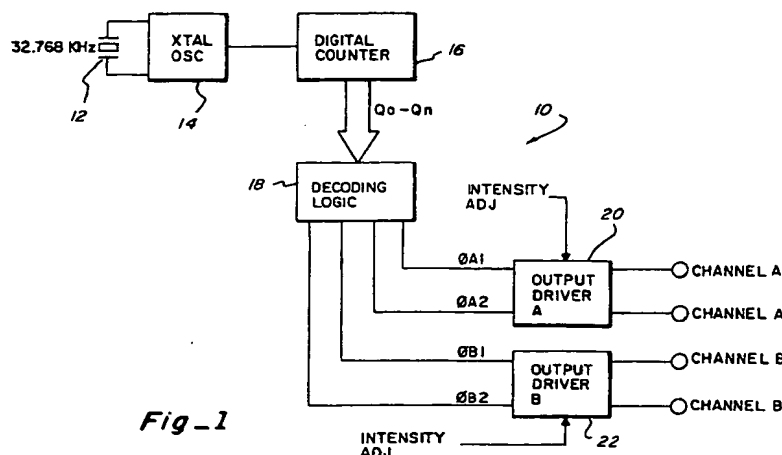 32.768 KHz
12
XTAL
OSC
14
DIGITAL
COUNTER
16
Qa-Qn
10
18
DECODING
LOGIC
INTENSITY
ADJ
20
ØA1
ØA2
OUTPUT
DRIVER
A
CHANNEL A
CHANNEL A
ØB1
ØB2
OUTPUT
DRIVER
B
CHANNEL B
CHANNEL B
22
INTENSITY
ADJ
Fig_1